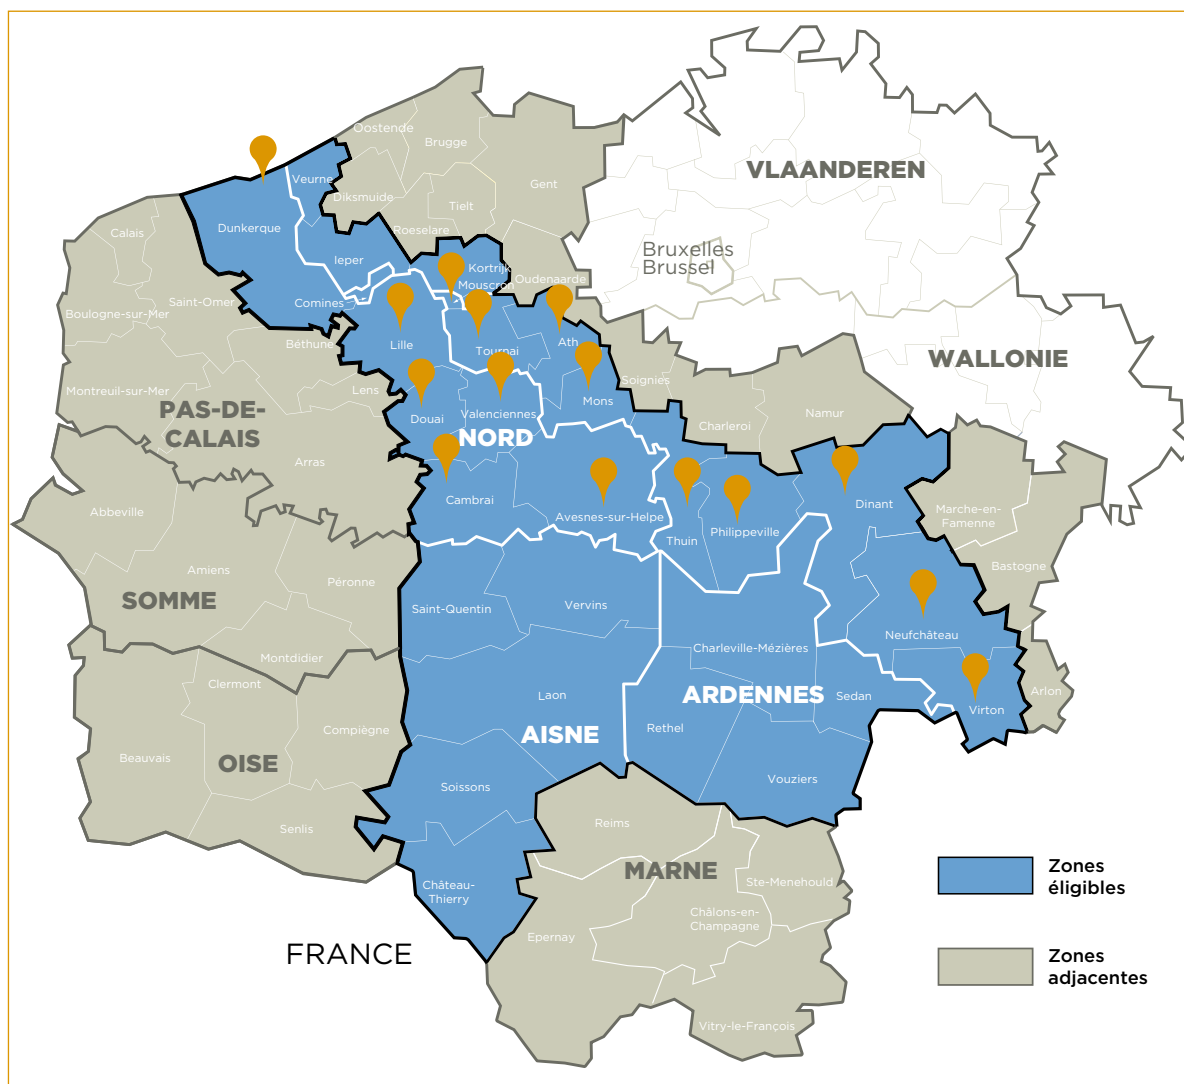 Oostende
Brugge
VLAANDEREN
Veurne
Diksmuide
Gent
Tielt
Calais
Dunkerque
Roeselare
Bruxelles
Brussel
Ieper
Kortrijk
Oudenaarde
Mouscron
Saint-Omer
Comines
Boulogne-sur-Mer
Béthune
Lille
Tournai
Ath
WALLONIE
Soignies
Montreuil-sur-Mer
Lens
Mons
PAS-DE-
CALAIS
Douai
Valenciennes
NORD
Charleroi
Namur
Arras
Cambrai
Abbeville
Avesnes-sur-Helpe
Thuin
Philippeville
Dinant
Marche-en-
Famenne
Bastogne
Amiens
Péronne
SOMME
Saint-Quentin
Vervins
Neufchâteau
Montdidier
Charleville-Mézières
Clermont
Laon
ARDENNES
Sedan
Arlon
Virton
Compiègne
AISNE
Rethel
Beauvais
OISE
Soissons
Vouziers
Senlis
Reims
MARNE
Château-
Thierry
Ste-Menehould
Châlons-en-
Champagne
Epernay
FRANCE
Vitry-le-François
Zones
éligibles
Zones
adjacentes